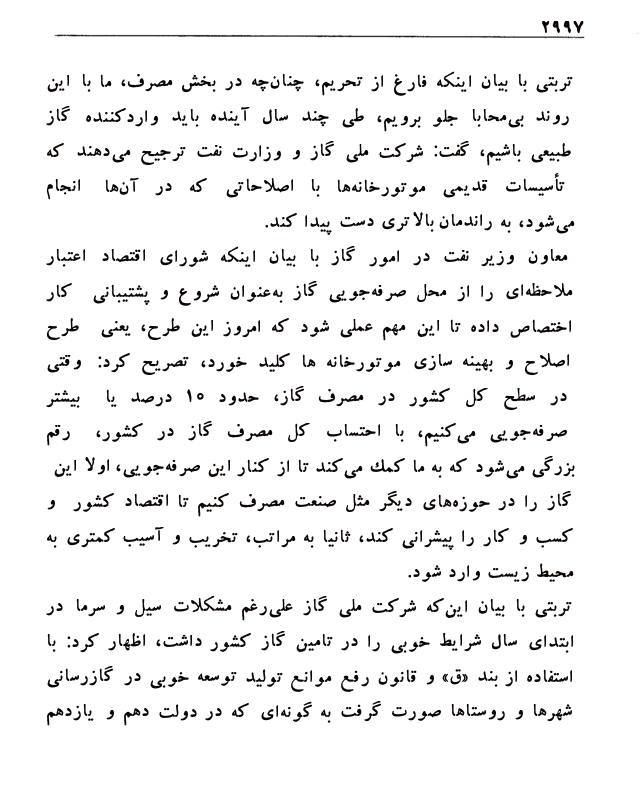 ۲۹۹۷
تربتی با بیان اینکه فارغ از تحریم، چنان‌چه در بخش مصرف، ما با این
روند بی‌محابا جلو برویم، طی چند سال آینده باید واردکننده گاز
طبیعی باشیم، گفت: شرکت ملی گاز و وزارت نفت ترجیح می‌دهند که
تأسیسات قدیمی موتورخانه‌ها با اصلاحاتی که در آن‌ها انجام
می‌شود، به راندمان بالاتری دست پیدا کند.
معاون وزیر نفت در امور گاز با بیان اینکه شورای اقتصاد اعتبار
ملاحظه‌ای را از محل صرفه‌جویی گاز به‌عنوان شروع و پشتیبانی کار
اختصاص داده تا این مهم عملی شود که امروز این طرح، یعنی طرح
اصلاح و بهینه سازی موتورخانه ها کلید خورد، تصریح کرد: وقتی
در سطح کل کشور در مصرف گاز، حدود ۱۰ درصد یا بیشتر
صرفه‌جویی می‌کنیم، با احتساب کل مصرف گاز در کشور، رقم
بزرگی می‌شود که به ما کمك می‌کند تا از کنار این صرفه‌جویی، اولا این
گاز را در حوزه‌های دیگر مثل صنعت مصرف کنیم تا اقتصاد کشور و
کسب و کار را پیشرانی کند، ثانیا به مراتب، تخریب و آسیب کمتری به
محیط زیست وارد شود.
تربتی با بیان این‌که شرکت ملی گاز علی‌رغم مشکلات سیل و سرما در
ابتدای سال شرایط خوبی را در تامین گاز کشور داشت، اظهار کرد: با
استفاده از بند «ق» و قانون رفع موانع تولید توسعه خوبی در گازرسانی
شهرها و روستاها صورت گرفت به گونه‌ای که در دولت دهم و یازدهم